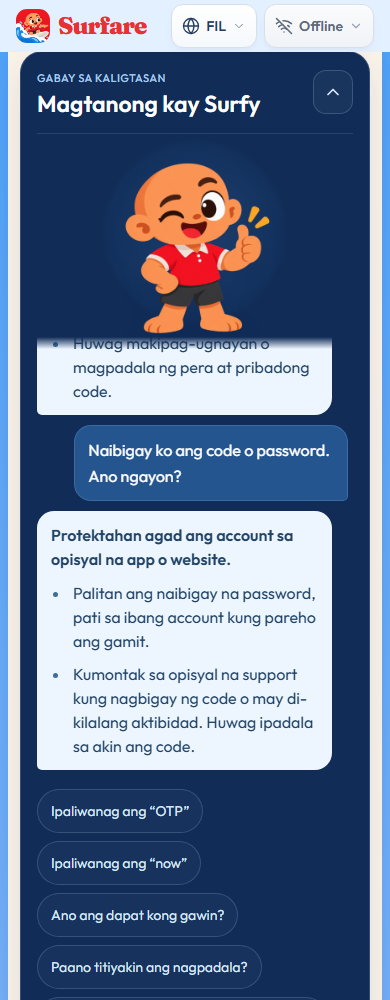 Surfare
FIL
Offline
GABAY SA KALIGTASAN
Magtanong kay Surfy
Huwag makipag-ugnayan o
magpadala ng pera at pribadong
code.
Naibigay ko ang code o password.
Ano ngayon?
Protektahan agad ang account sa
opisyal na app o website.
Palitan ang naibigay na password,
pati sa ibang account kung pareho
ang gamit.
Kumontak sa opisyal na support
kung nagbigay ng code o may di-
kilalang aktibidad. Huwag ipadala
sa akin ang code.
Ipaliwanag ang “OTP”
Ipaliwanag ang “now”
Ano ang dapat kong gawin?
Paano titiyakin ang nagpadala?